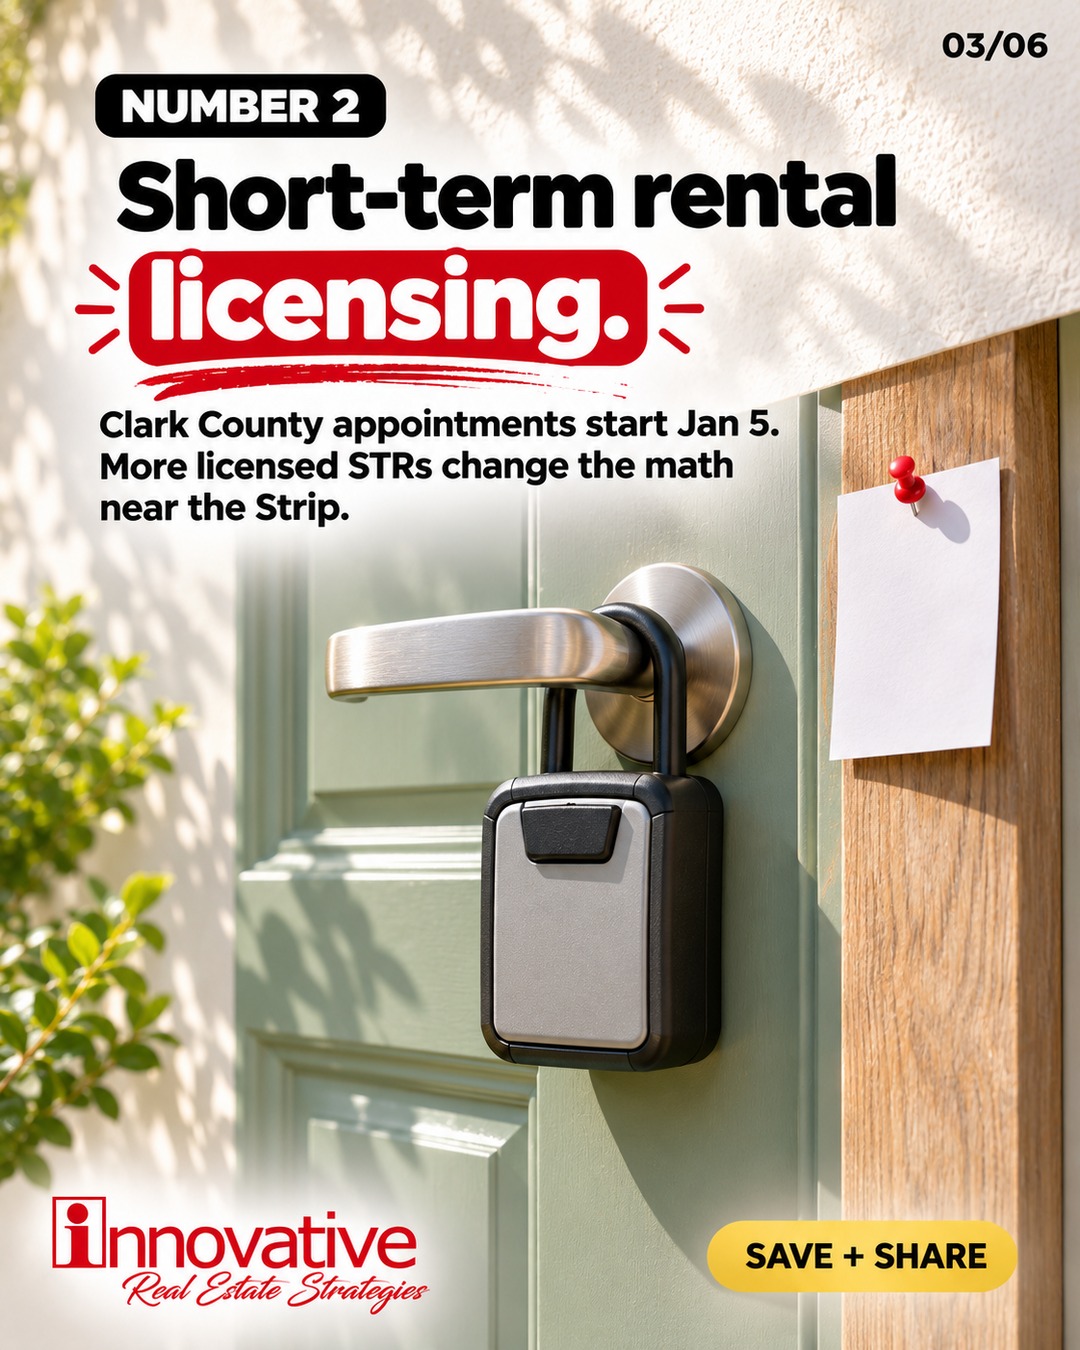 03/06
NUMBER 2
Short-term rental
licensing.
Clark County appointments start Jan 5.
More licensed STRs change the math
near the Strip.
innovative
Real Estate Strategies
SAVE + SHARE